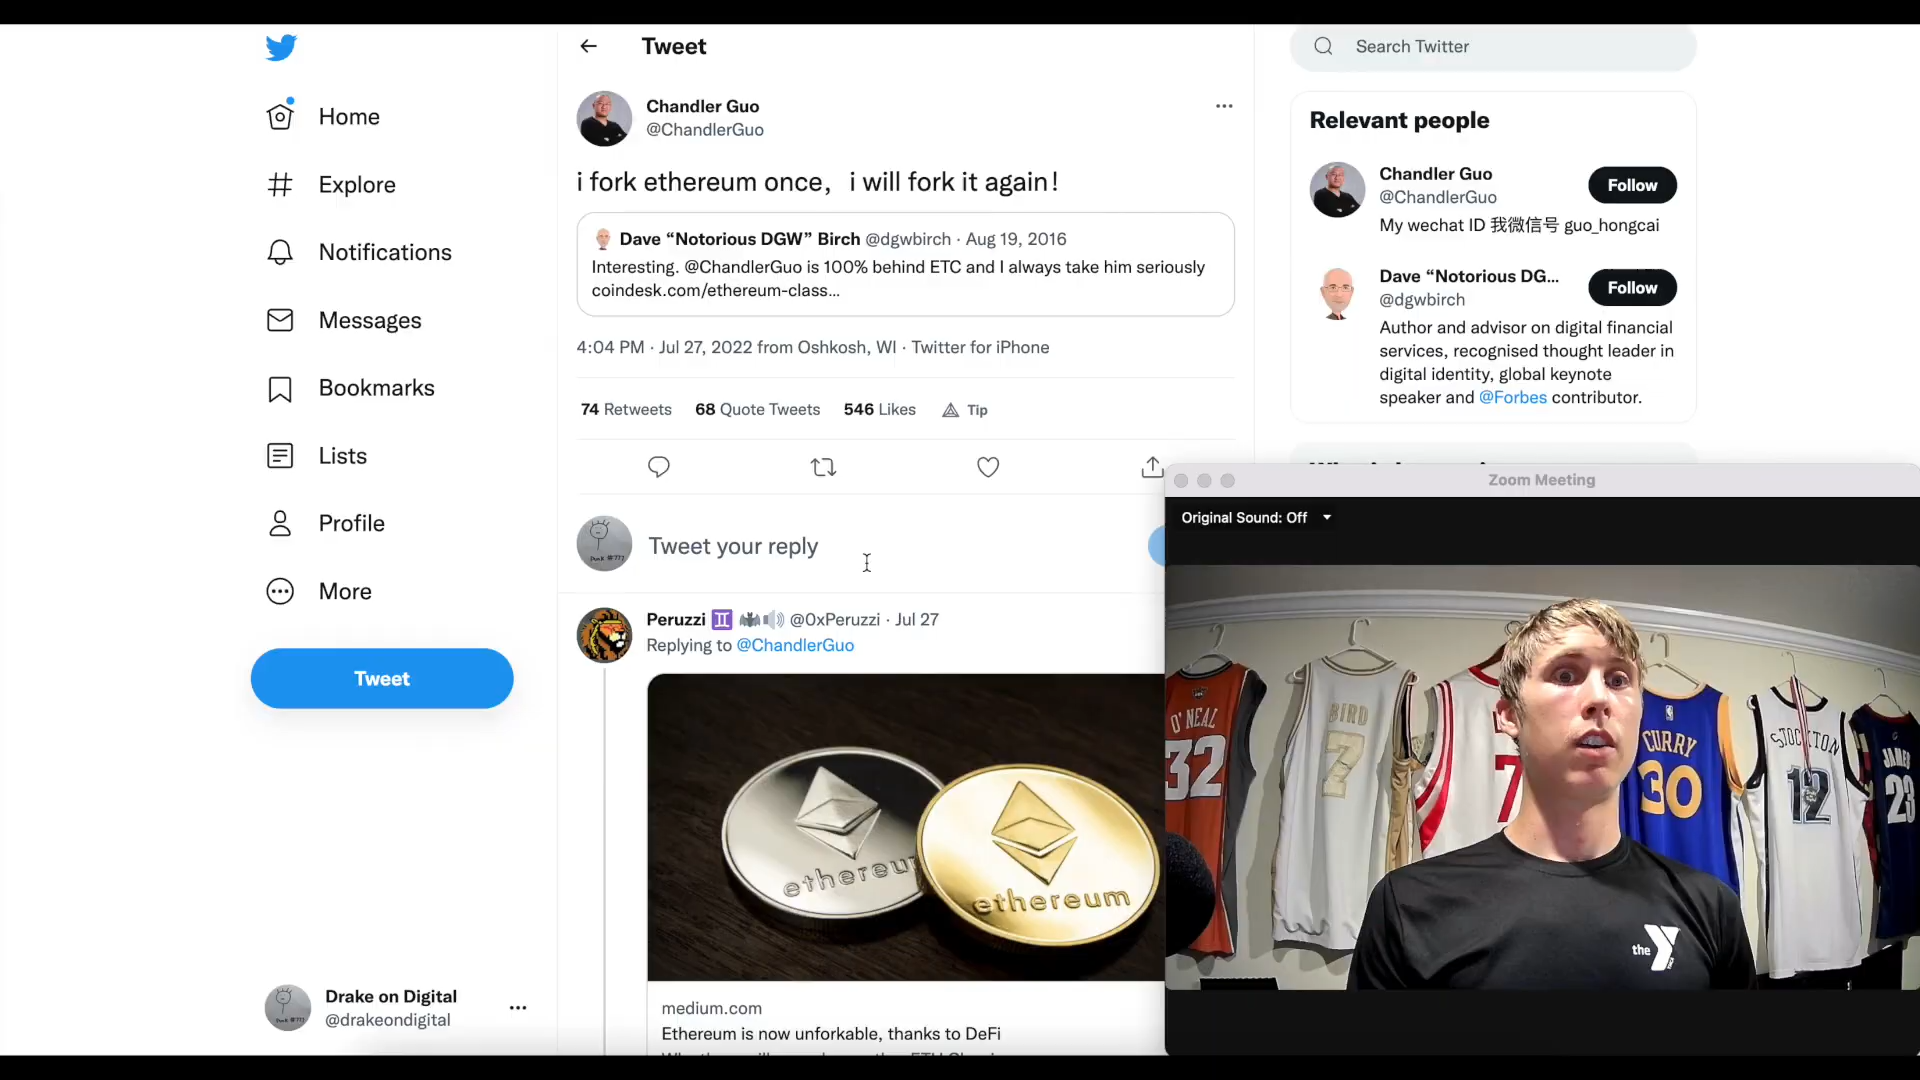 Home
Explore
Notifications
Messages
Bookmarks
Lists
Profile
More
Tweet
Drake on Digital
@drakeondigital
Tweet
Chandler Guo
@ChandlerGuo
i fork ethereum once，i will fork it again！
Dave “Notorious DGW” Birch @dgwbirch · Aug 19, 2016
Interesting. @ChandlerGuo is 100% behind ETC and I always take him seriously
coindesk.com/ethereum-class…
4:04 PM · Jul 27, 2022 from Oshkosh, WI · Twitter for iPhone
74 Retweets 68 Quote Tweets 546 Likes Tip
Tweet your reply
Peruzzi @0xPeruzzi · Jul 27
Replying to @ChandlerGuo
ethereum
medium.com
Ethereum is now unforkable, thanks to DeFi
Search Twitter
Relevant people
Chandler Guo
@ChandlerGuo
Follow
My wechat ID 我微信号 guo_hongcai
Dave “Notorious DG...
@dgwbirch
Follow
Author and advisor on digital financial
services, recognised thought leader in
digital identity, global keynote
speaker and @Forbes contributor.
Zoom Meeting
Original Sound: Off
O'NEAL
32
BIRD
7
7
CURRY
30
STOCKTON
12
JAMES
23
the Y